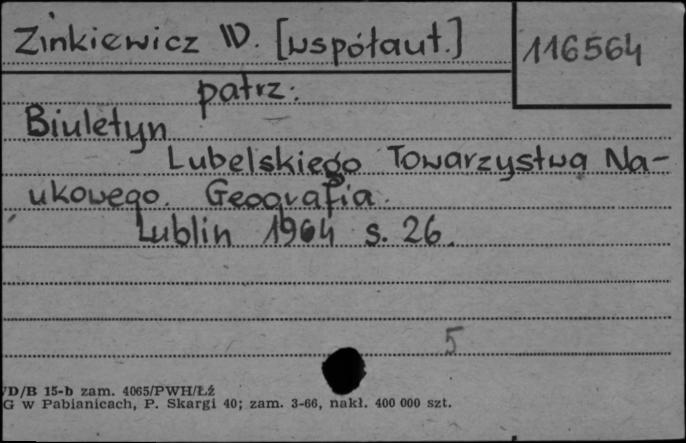 Zinkiewicz W. [współaut.] 116564
patrz:
Biuletyn
Lubelskiego Towarzystwa Na-
ukowego. Geografia.
Lublin 1964 s. 26.
5
/D/B 15-b zam. 4065/PWH/Łź
G w Pabianicach, P. Skargi 40; zam. 3-66, nakł. 400 000 szt.